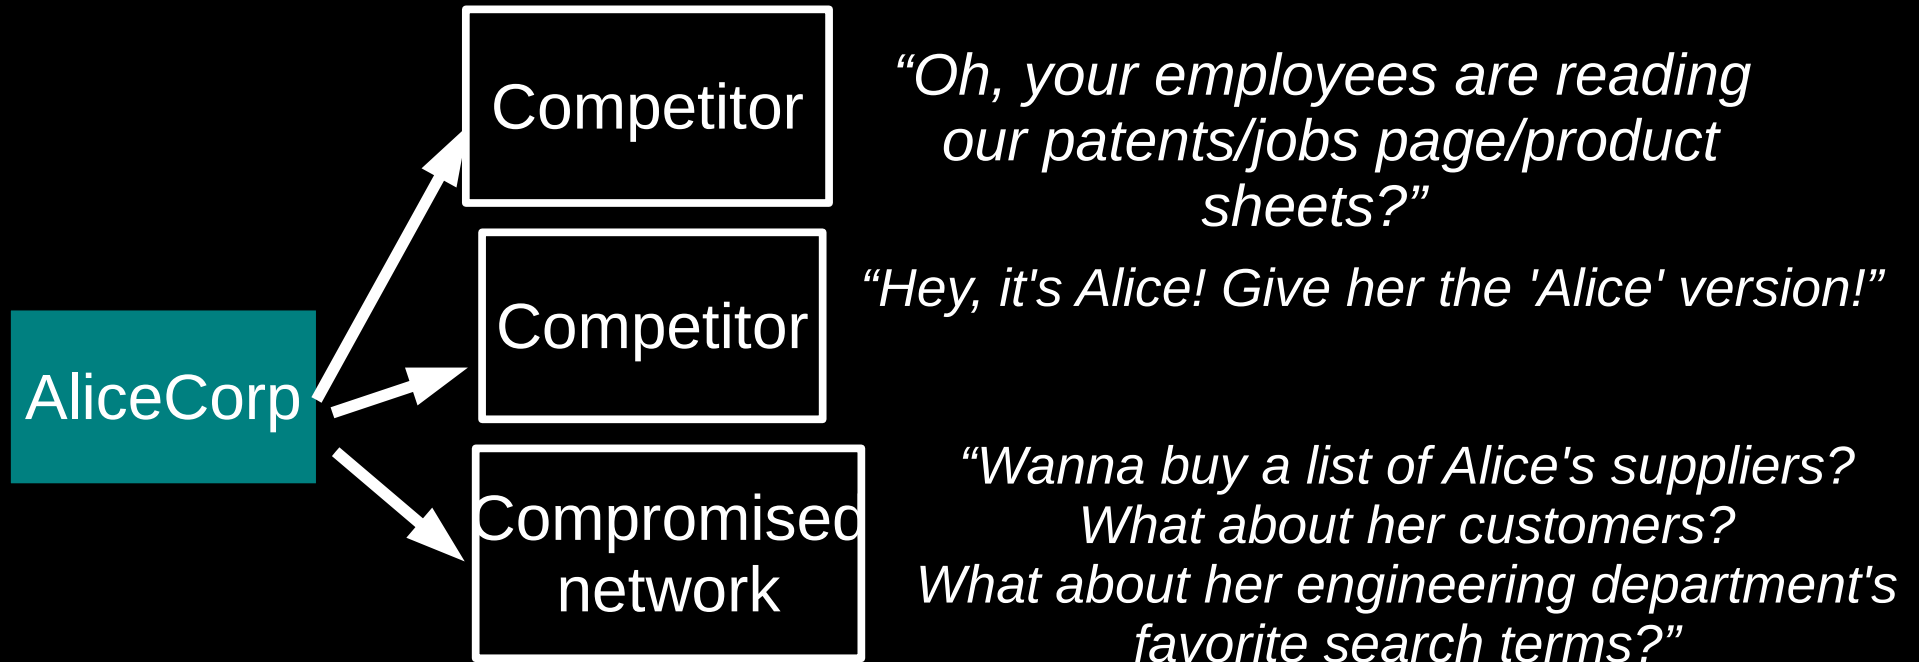 Competitor
“Oh, your employees are reading
our patents/jobs page/product
sheets?”
Competitor
“Hey, it's Alice! Give her the 'Alice' version!”
AliceCorp
Compromised
network
“Wanna buy a list of Alice's suppliers?
What about her customers?
What about her engineering department's
favorite search terms?”